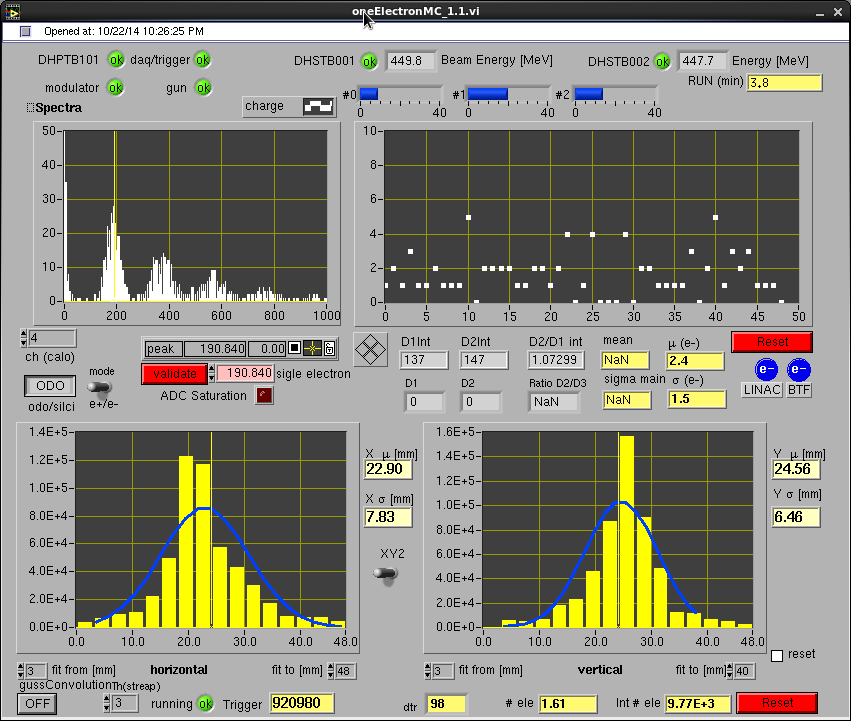 oneElectronMC_1.1.vi
Opened at: 10/22/14 10:26:25 PM
DHPTB101 ok daq/trigger ok DHSTB001 ok 449.8 Beam Energy [MeV] DHSTB002 ok 447.7 Energy [MeV]
modulator ok gun ok RUN (min) 3.8
#0 #1 #2
0 40 0 40 0 40
Spectra charge
50 40 30 20 10 0
0 200 400 600 800 1000
10 8 6 4 2 0
0 5 10 15 20 25 30 35 40 45 50
4
ch (calo)
peak 190.840 0.00
validate 190.840 sigle electron
ADC Saturation
ODO
odo/silci
mode
e+/e-
D1Int D2Int D2/D1 int mean μ (e-) Reset
137 147 1.07299 NaN 2.4
D1 D2 Ratio D2/D3 sigma main σ (e-)
0 0 NaN NaN 1.5
e- e-
LINAC BTF
1.4E+5
1.2E+5
1.0E+5
8.0E+4
6.0E+4
4.0E+4
2.0E+4
0.0E+0
0.0 10.0 20.0 30.0 40.0 48.0
X μ [mm]
22.90
X σ [mm]
7.83
XY2
1.6E+5
1.4E+5
1.2E+5
1.0E+5
8.0E+4
6.0E+4
4.0E+4
2.0E+4
0.0E+0
0.0 10.0 20.0 30.0 40.0 48.0
Y μ [mm]
24.56
Y σ [mm]
6.46
reset
3 fit from [mm] horizontal fit to [mm] 48
3 fit from [mm] vertical fit to [mm] 40
gussConvolution Th(streap)
OFF 3 running ok Trigger 920980 dtr 98 # ele 1.61 Int # ele 9.77E+3 Reset